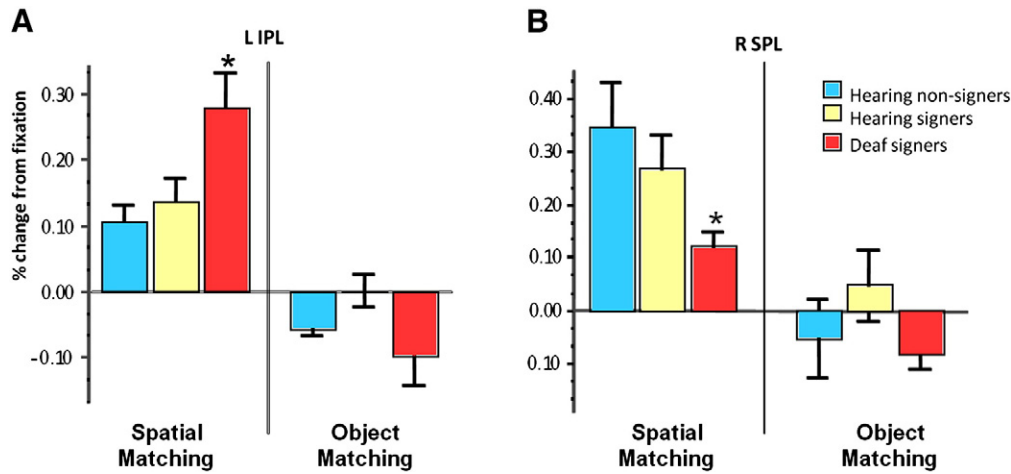 A
L IPL
*
0.30
0.20
0.10
0.00
-0.10
% change from fixation
Spatial
Matching
Object
Matching
B
R SPL
Hearing non-signers
Hearing signers
Deaf signers
*
0.40
0.30
0.20
0.10
0.00
0.10
Spatial
Matching
Object
Matching